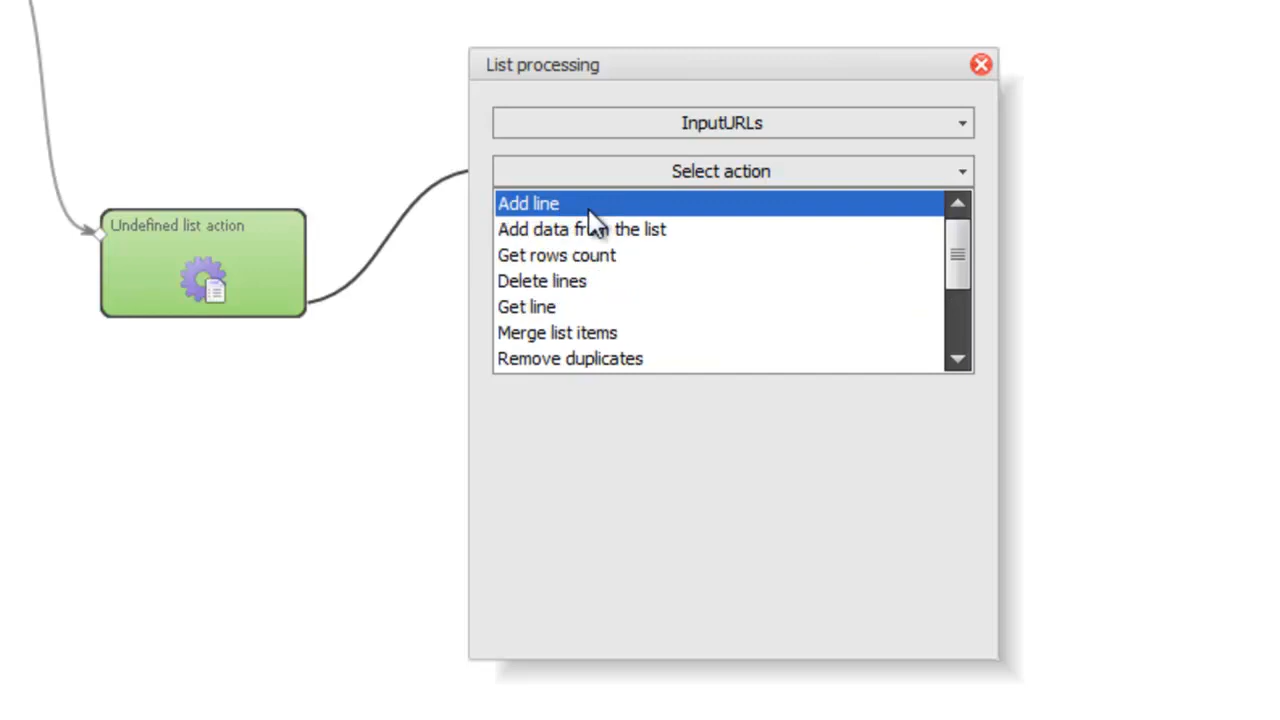 List processing
InputURLs
Select action
Undefined list action
Add line
Add data from the list
Get rows count
Delete lines
Get line
Merge list items
Remove duplicates